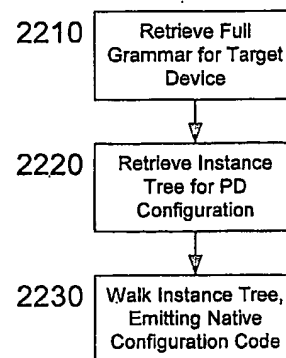 2210
Retrieve Full
Grammar for Target
Device
2220
Retrieve Instance
Tree for PD
Configuration
2230
Walk Instance Tree,
Emitting Native
Configuration Code